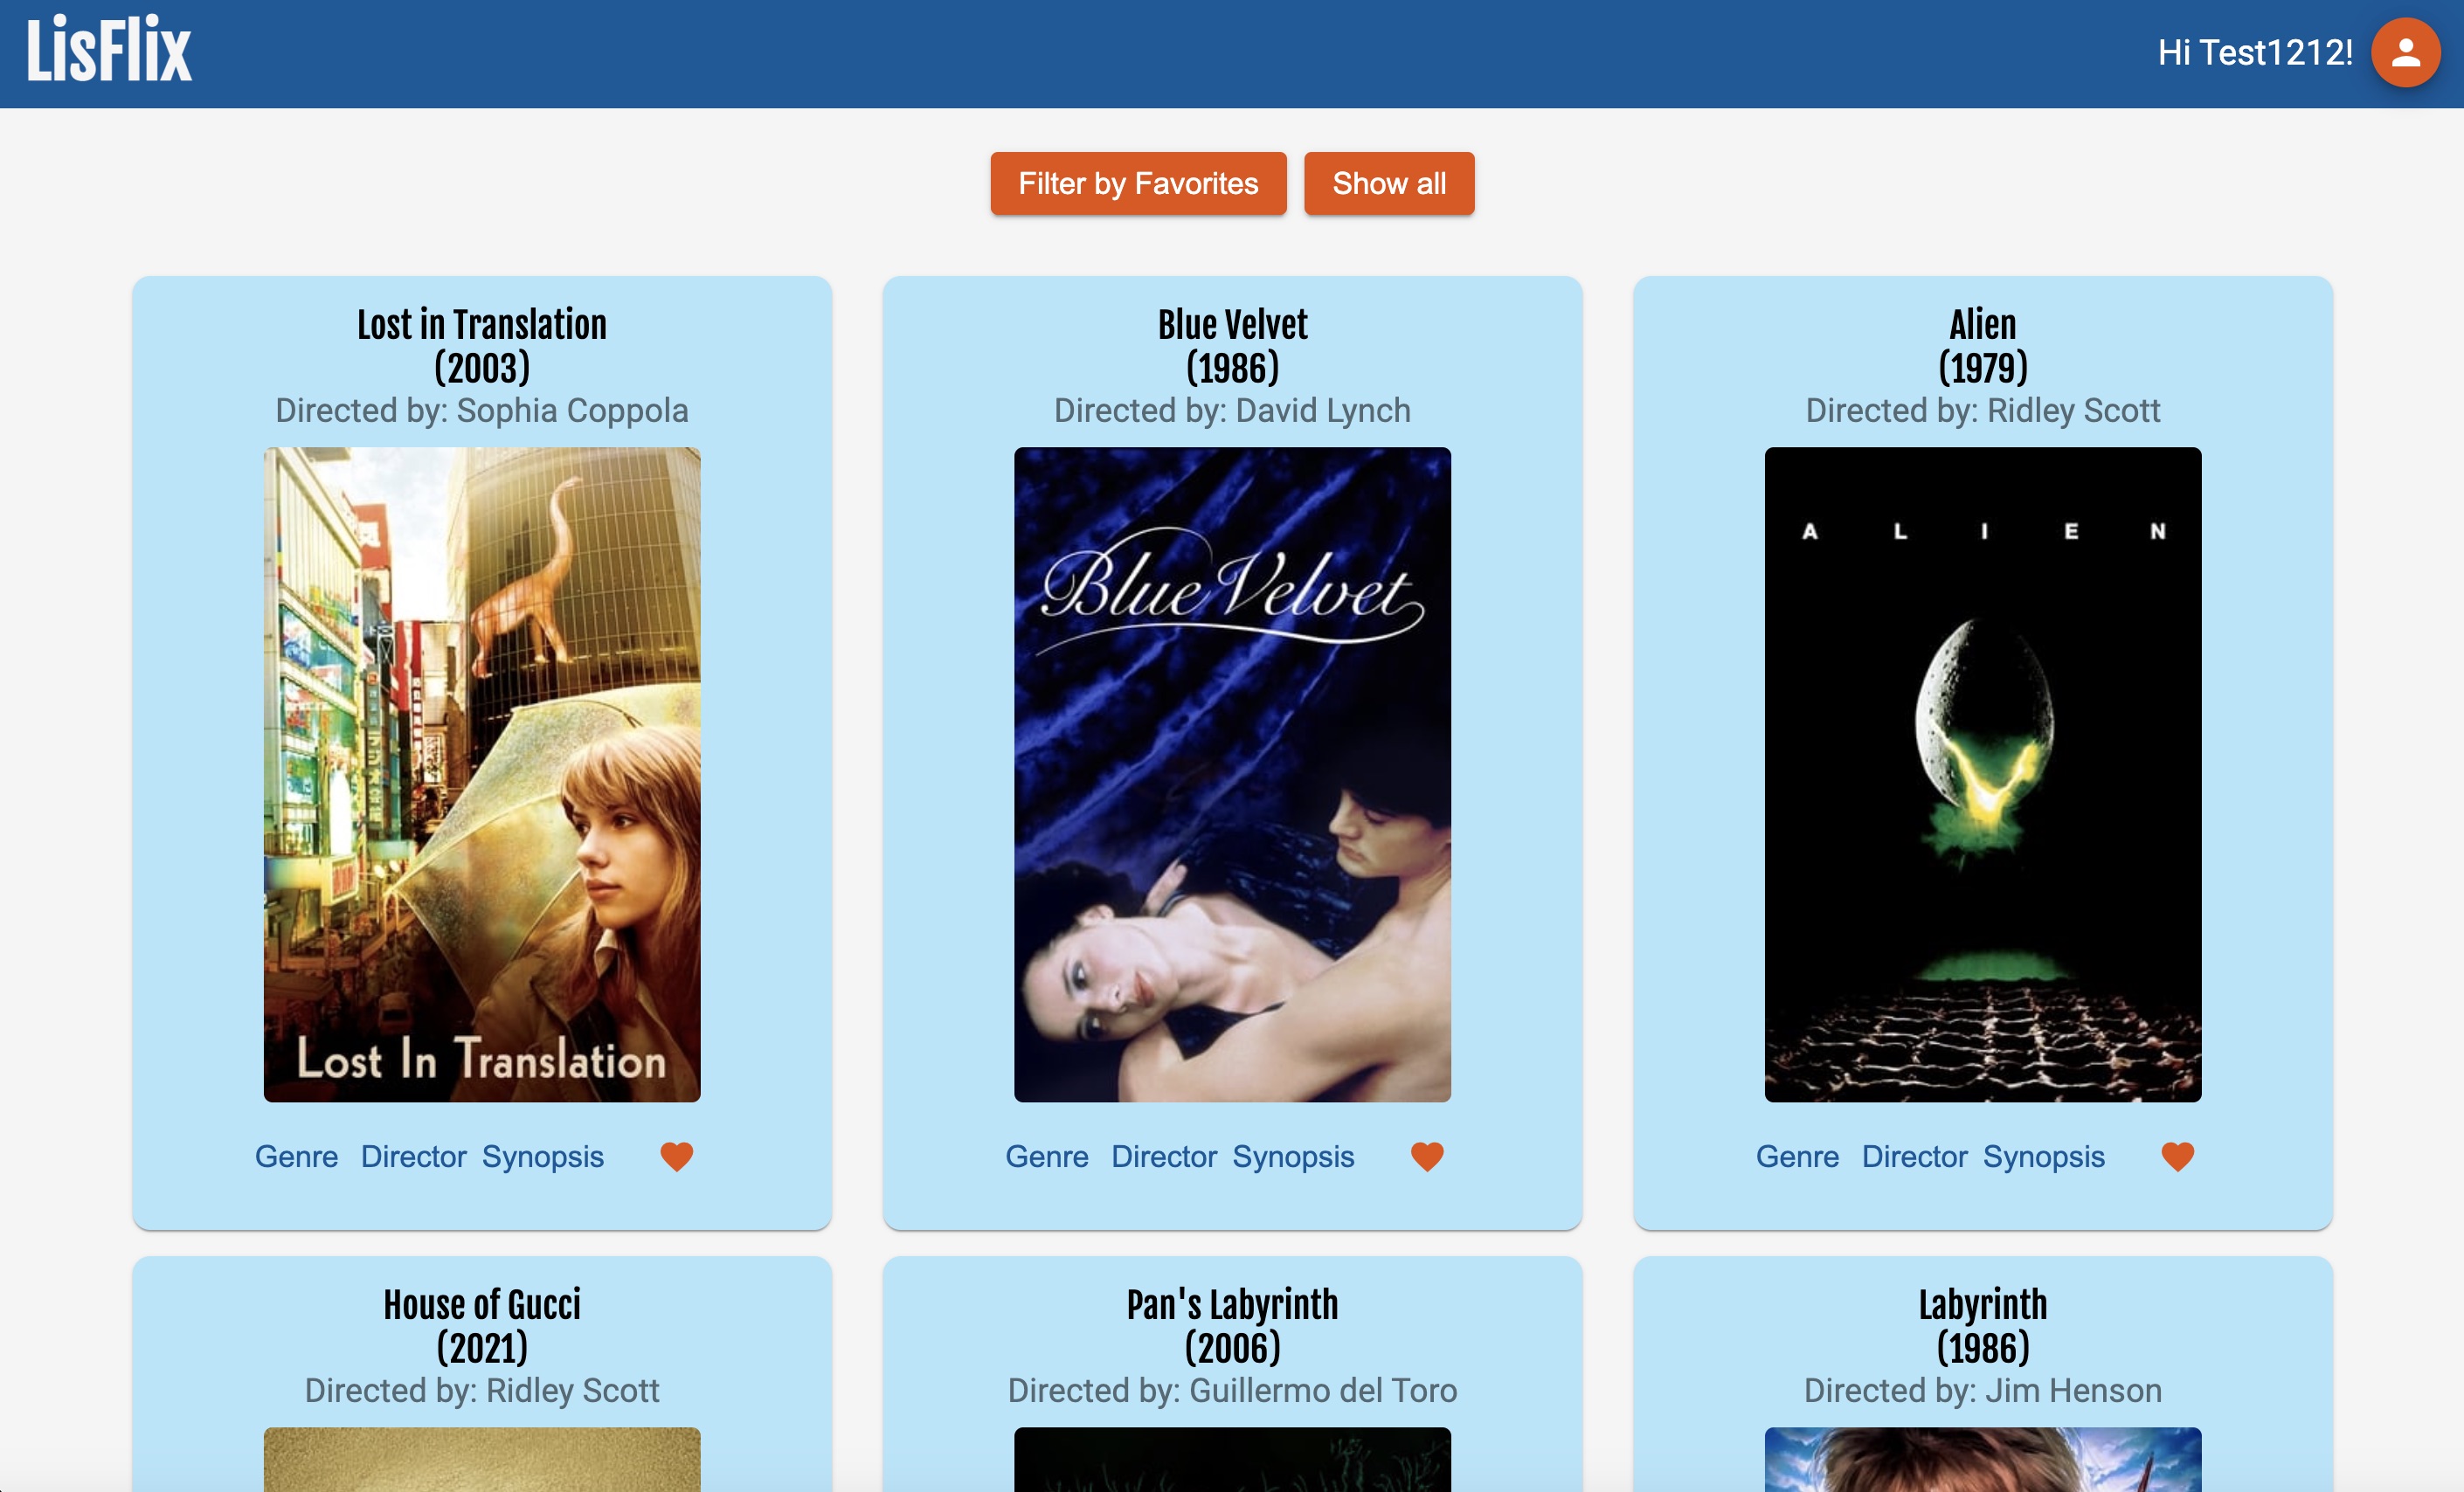 LisFlix
Hi Test1212!
Filter by Favorites
Show all
Lost in Translation
(2003)
Directed by: Sophia Coppola
Lost In Translation
Genre Director Synopsis
Blue Velvet
(1986)
Directed by: David Lynch
Blue Velvet
Genre Director Synopsis
Alien
(1979)
Directed by: Ridley Scott
A L I E N
Genre Director Synopsis
House of Gucci
(2021)
Directed by: Ridley Scott
Pan's Labyrinth
(2006)
Directed by: Guillermo del Toro
Labyrinth
(1986)
Directed by: Jim Henson